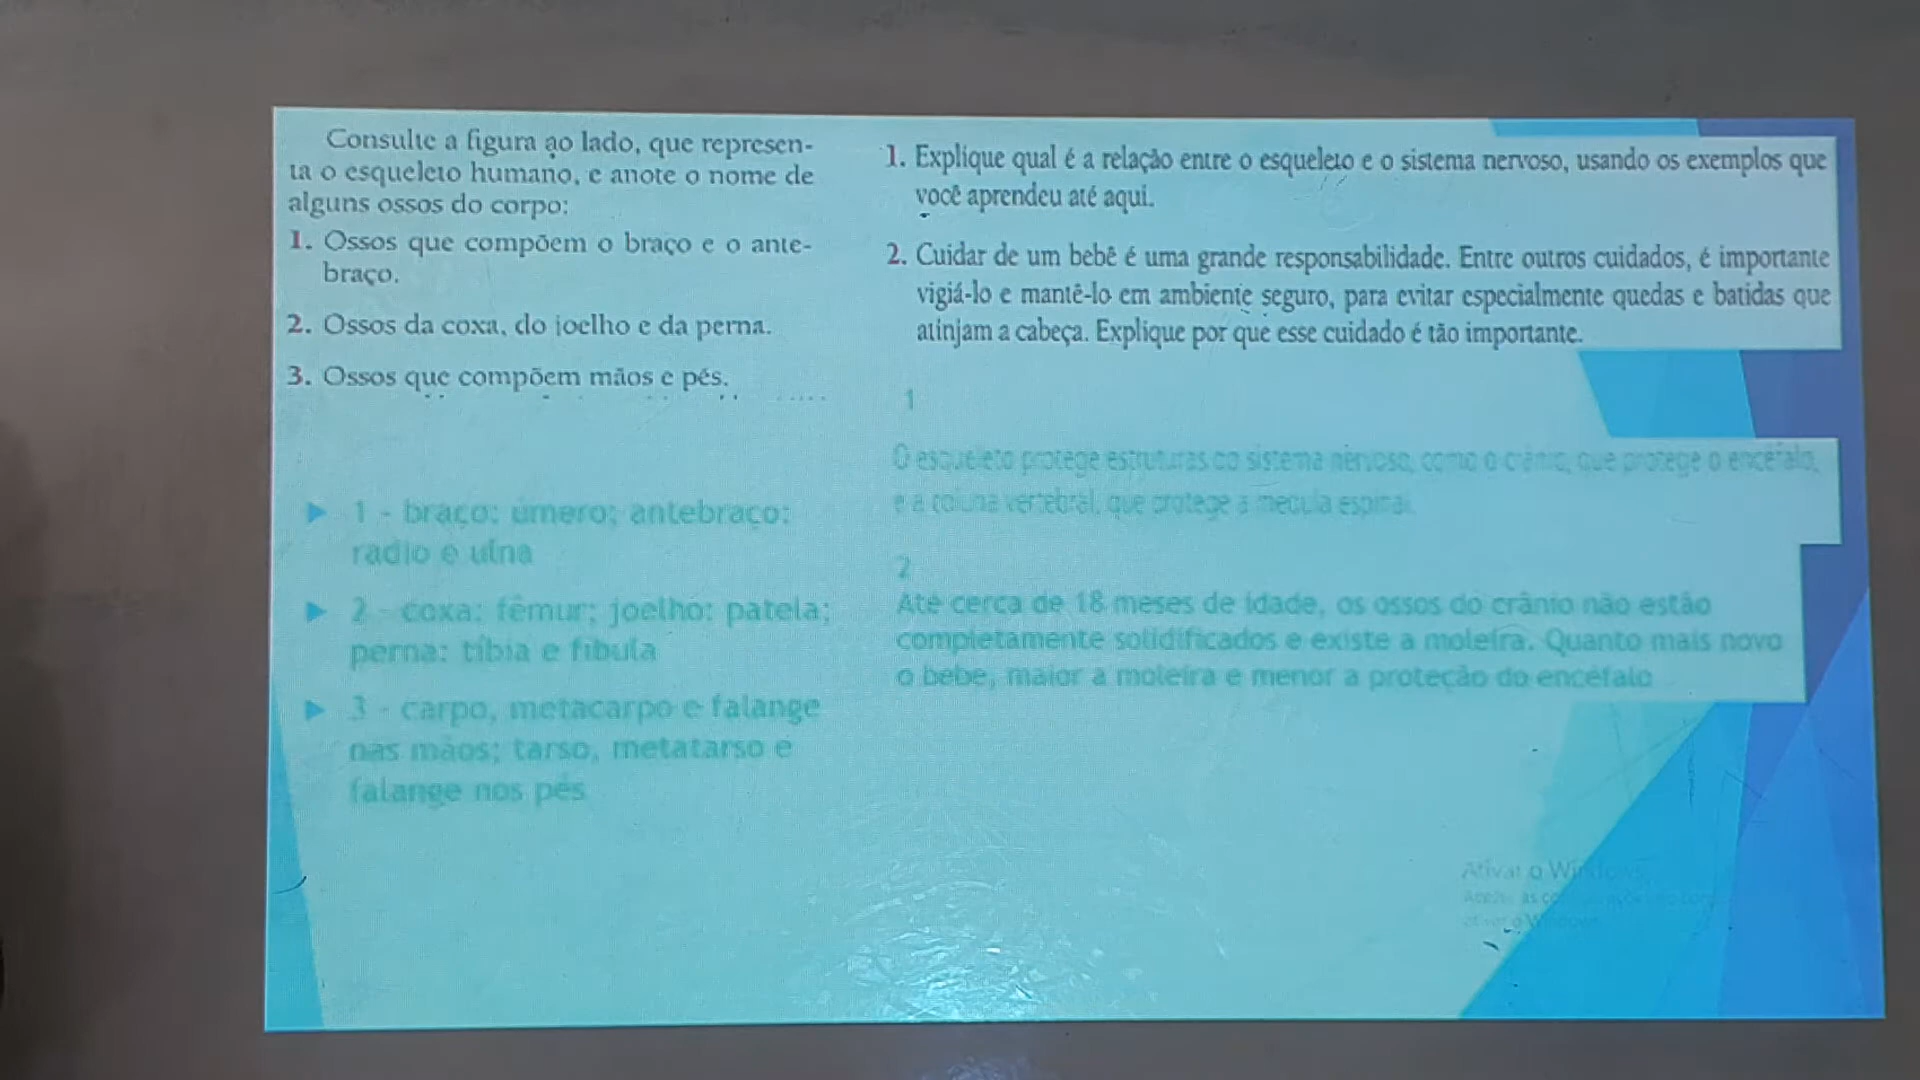 Consulte a figura ao lado, que represen-
ta o esqueleto humano, e anote o nome de
alguns ossos do corpo:
1. Ossos que compõem o braço e o ante-
braço.
2. Ossos da coxa, do joelho e da perna.
3. Ossos que compõem mãos e pés.
1 - braço: úmero; antebraço:
radio e ulna
2 - coxa: fêmur; joelho: patela;
perna: tíbia e fíbula
3 - carpo, metacarpo e falange
nas mãos; tarso, metatarso e
falange nos pés
1. Explique qual é a relação entre o esqueleto e o sistema nervoso, usando os exemplos que
você aprendeu até aqui.
2. Cuidar de um bebê é uma grande responsabilidade. Entre outros cuidados, é importante
vigiá-lo e mantê-lo em ambiente seguro, para evitar especialmente quedas e batidas que
atinjam a cabeça. Explique por que esse cuidado é tão importante.
1
O esqueleto protege estruturas do sistema nervoso, como o crânio, que protege o encéfalo,
e a coluna vertebral, que protege a medula espinal.
2
Até cerca de 18 meses de idade, os ossos do crânio não estão
completamente solidificados e existe a moleira. Quanto mais novo
o bebê, maior a moleira e menor a proteção do encéfalo
Ativar o Windows